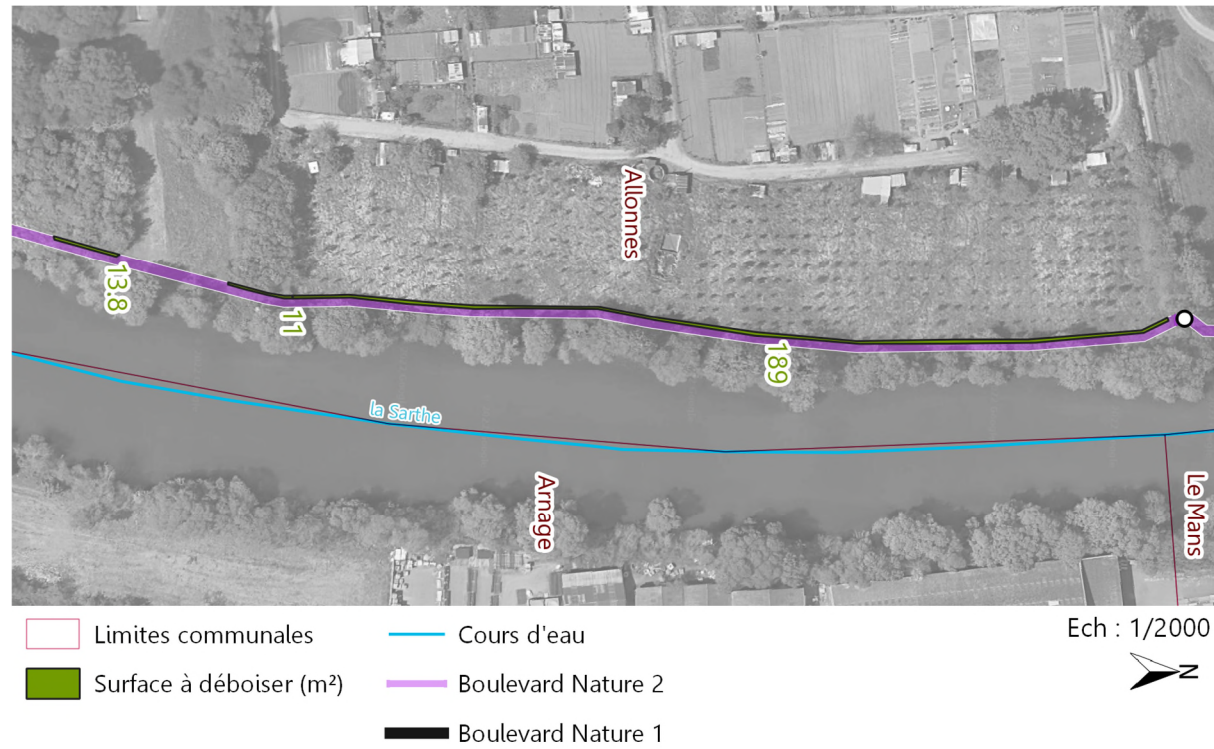 Allonnes
13.8
11
189
la Sarthe
Arnage
Le Mans
Limites communales
Surface à déboiser (m²)
Cours d'eau
Boulevard Nature 2
Boulevard Nature 1
Ech : 1/2000
N